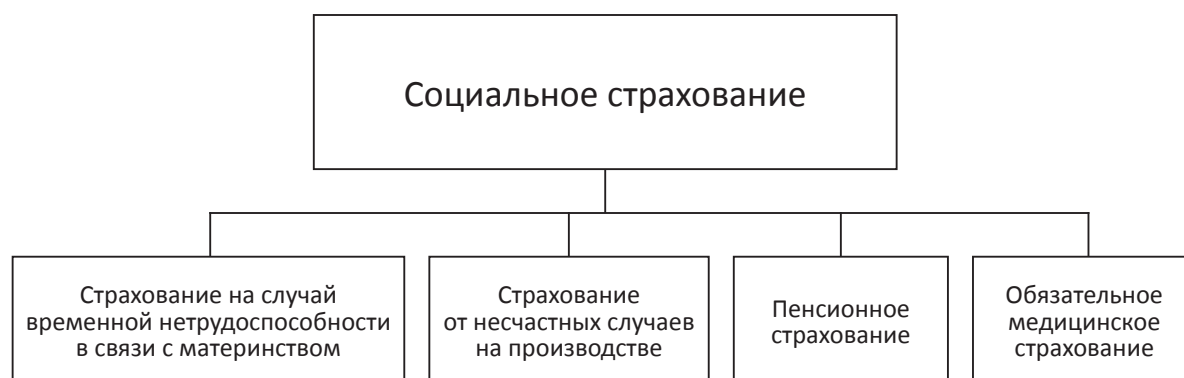 Социальное страхование
Страхование на случай
временной нетрудоспособности
в связи с материнством
Страхование
от несчастных случаев
на производстве
Пенсионное
страхование
Обязательное
медицинское
страхование